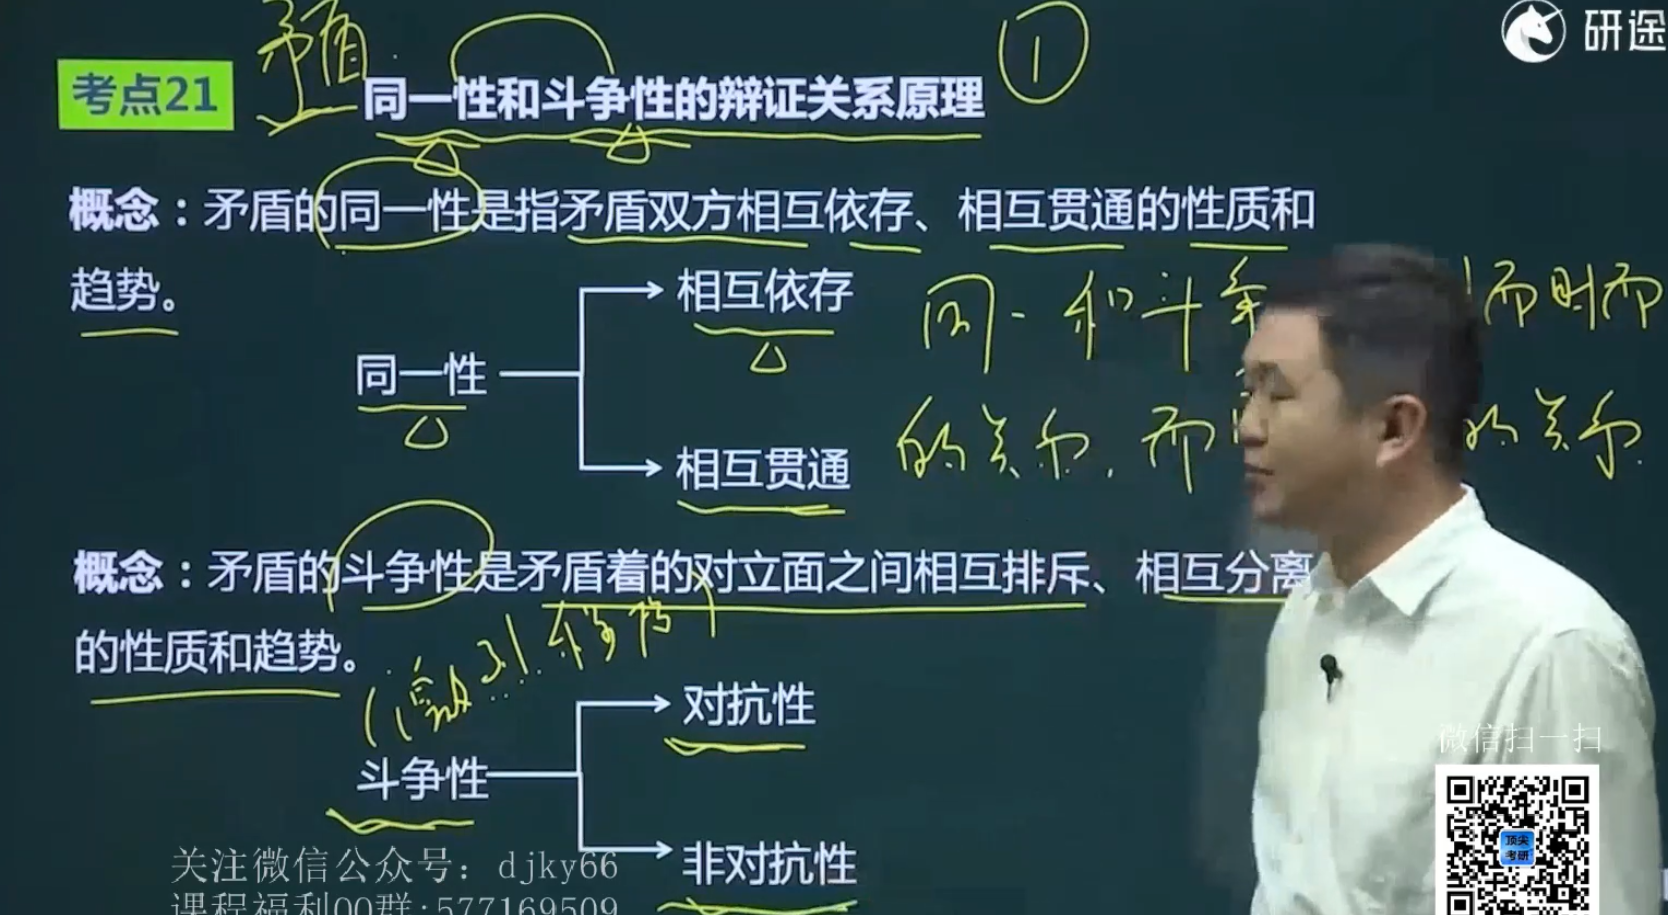 研途
矛盾
①
考点21
同一性和斗争性的辩证关系原理
概念：矛盾的同一性是指矛盾双方相互依存、相互贯通的性质和
趋势。
相互依存
同一和斗争
而时而
同一性
的关系，而
的关系
相互贯通
概念：矛盾的斗争性是矛盾着的对立面之间相互排斥、相互分离
的性质和趋势。
对抗性
斗争性
非对抗性
微信扫一扫
顶尖
考研
关注微信公众号：djky66
课程福利QQ群:577169509